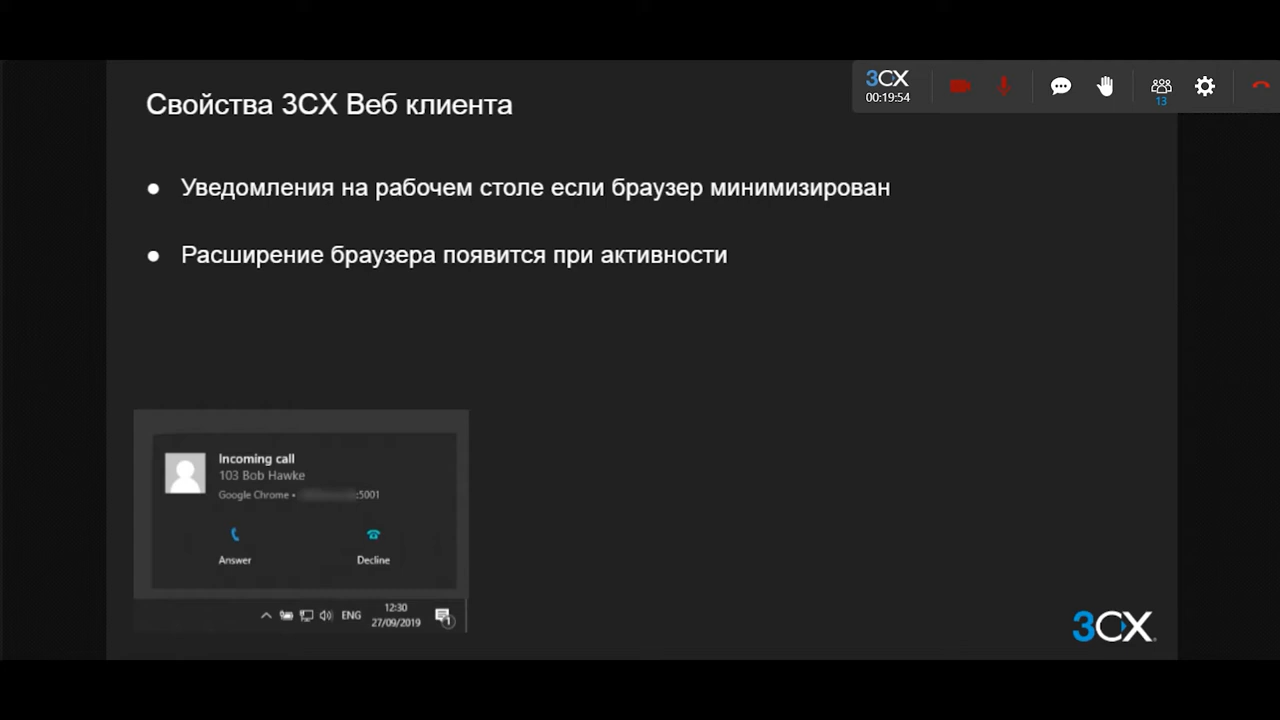 Свойства 3CX Веб клиента
3CX
00:19:54
13
● Уведомления на рабочем столе если браузер минимизирован
● Расширение браузера появится при активности
Incoming call
103 Bob Hawke
Google Chrome • :5001
Answer
Decline
ENG
12:30
27/09/2019
1
3CX